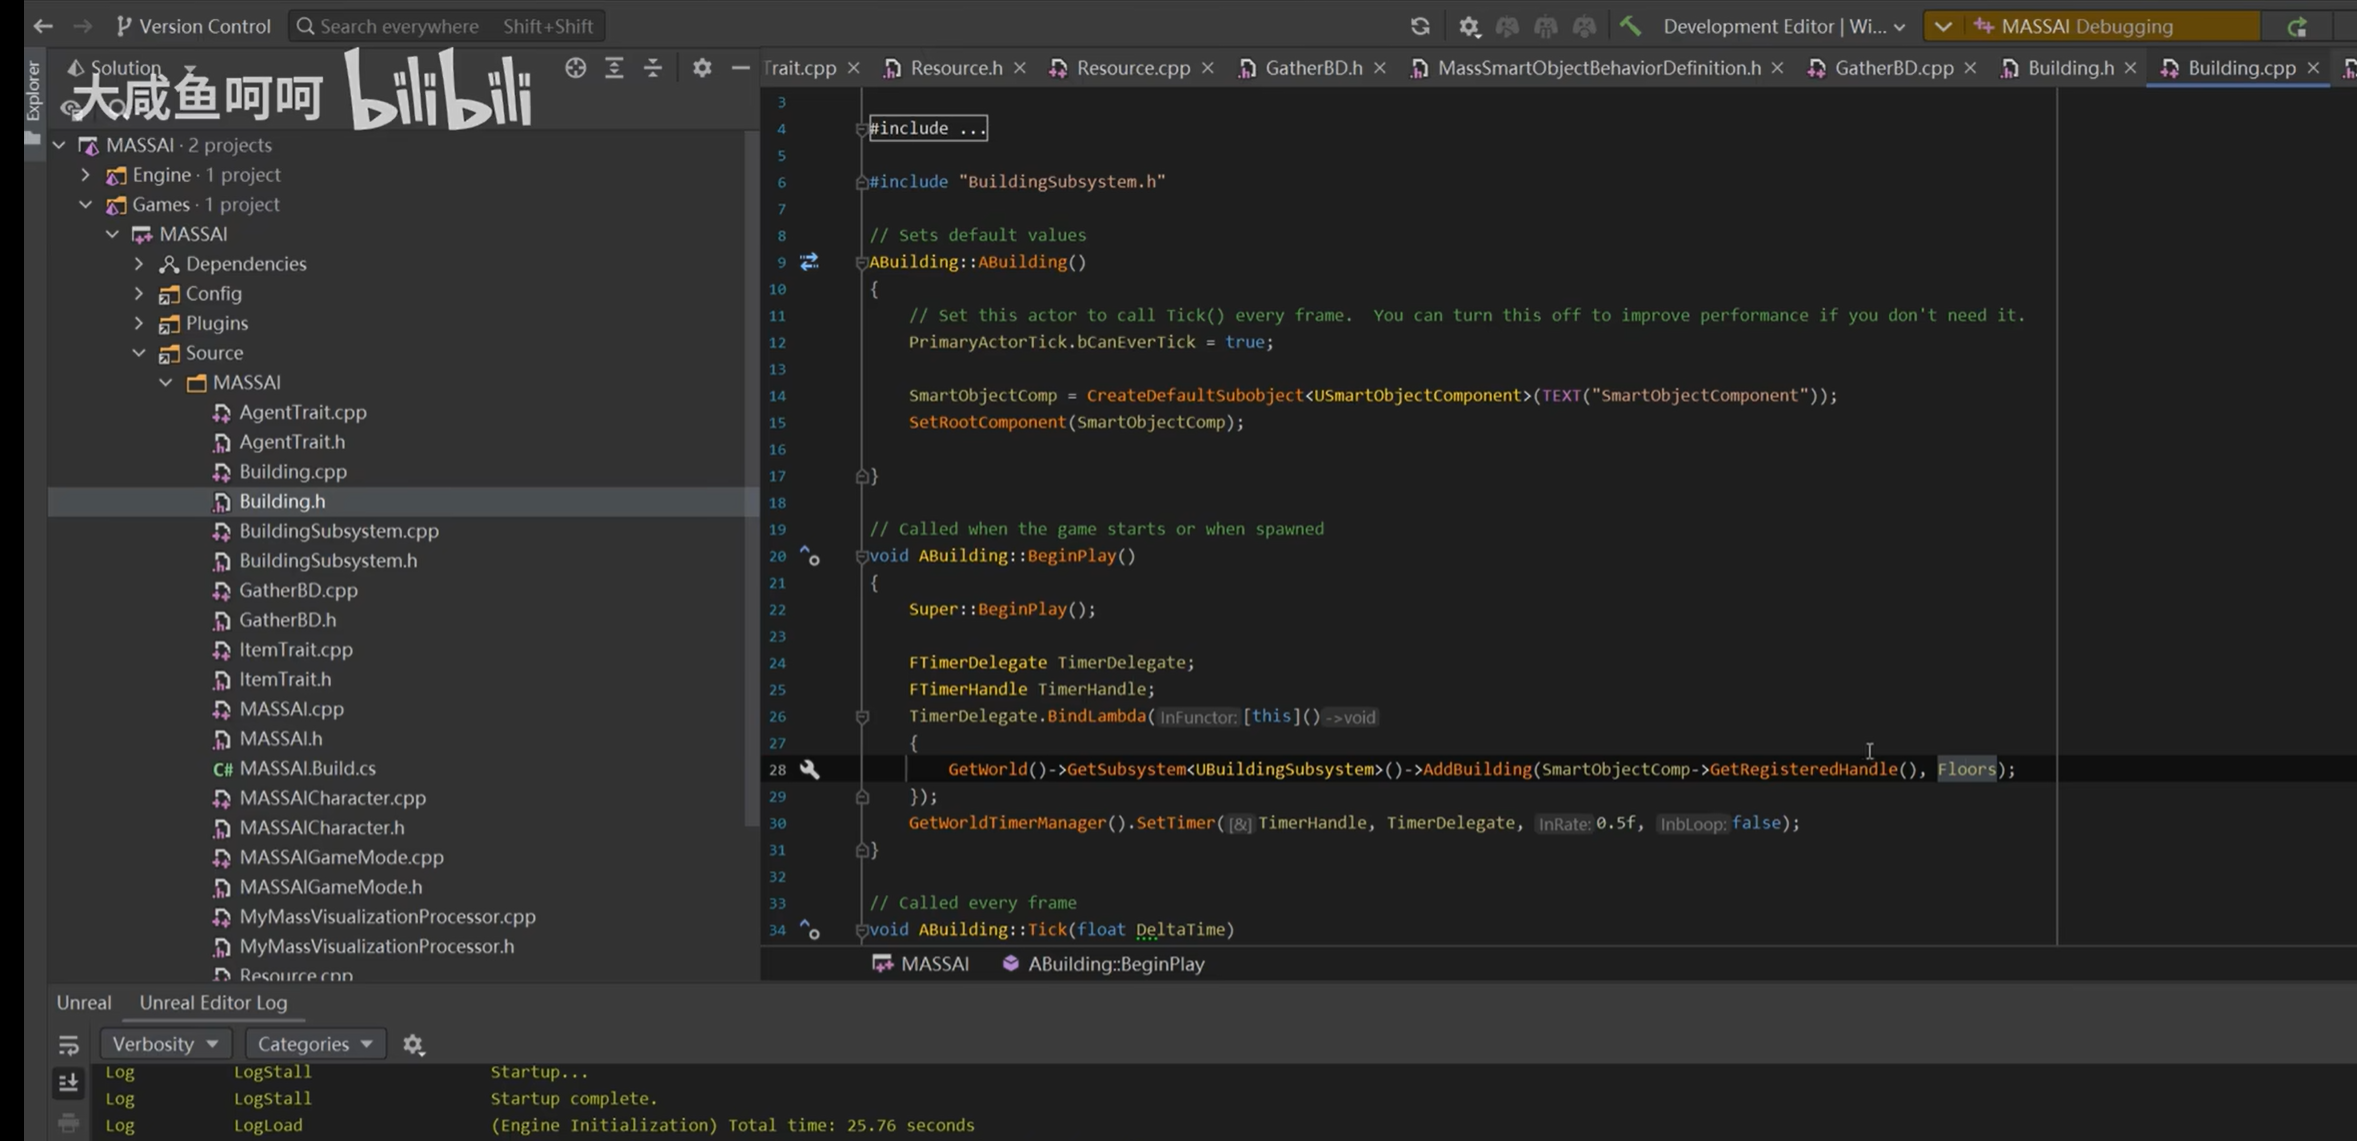 Version Control
Search everywhere Shift+Shift
Development Editor | Wi...
MASSAI Debugging
Explorer
Solution
大咸鱼呵呵 bilibili
Trait.cpp
Resource.h
Resource.cpp
GatherBD.h
MassSmartObjectBehaviorDefinition.h
GatherBD.cpp
Building.h
Building.cpp
MASSAI · 2 projects
Engine · 1 project
Games · 1 project
MASSAI
Dependencies
Config
Plugins
Source
MASSAI
AgentTrait.cpp
AgentTrait.h
Building.cpp
Building.h
BuildingSubsystem.cpp
BuildingSubsystem.h
GatherBD.cpp
GatherBD.h
ItemTrait.cpp
ItemTrait.h
MASSAI.cpp
MASSAI.h
C# MASSAI.Build.cs
MASSAICharacter.cpp
MASSAICharacter.h
MASSAIGameMode.cpp
MASSAIGameMode.h
MyMassVisualizationProcessor.cpp
MyMassVisualizationProcessor.h
Resource.cpp
3
4 #include ...
5
6 #include "BuildingSubsystem.h"
7
8 // Sets default values
9 ABuilding::ABuilding()
10 {
11 // Set this actor to call Tick() every frame.  You can turn this off to improve performance if you don't need it.
12 PrimaryActorTick.bCanEverTick = true;
13
14 SmartObjectComp = CreateDefaultSubobject<USmartObjectComponent>(TEXT("SmartObjectComponent"));
15 SetRootComponent(SmartObjectComp);
16
17 }
18
19 // Called when the game starts or when spawned
20 void ABuilding::BeginPlay()
21 {
22 Super::BeginPlay();
23
24 FTimerDelegate TimerDelegate;
25 FTimerHandle TimerHandle;
26 TimerDelegate.BindLambda( InFunctor: [this]() ->void
27 {
28 GetWorld()->GetSubsystem<UBuildingSubsystem>()->AddBuilding(SmartObjectComp->GetRegisteredHandle(), Floors);
29 });
30 GetWorldTimerManager().SetTimer( [&] TimerHandle, TimerDelegate, InRate: 0.5f, InbLoop: false);
31 }
32
33 // Called every frame
34 void ABuilding::Tick(float DeltaTime)
MASSAI ABuilding::BeginPlay
Unreal Unreal Editor Log
Verbosity Categories
Log LogStall Startup...
Log LogStall Startup complete.
Log LogLoad (Engine Initialization) Total time: 25.76 seconds